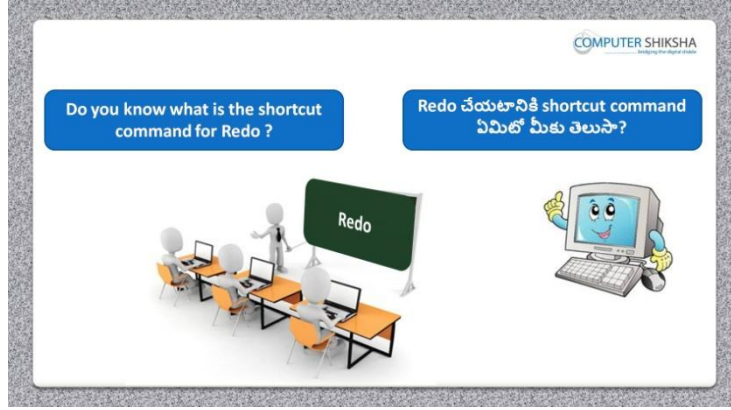 COMPUTER SHIKSHA
bridging the digital divide
Do you know what is the shortcut
command for Redo ?
Redo చేయటానికి shortcut command
ఏమిటో మీకు తెలుసా?
Redo